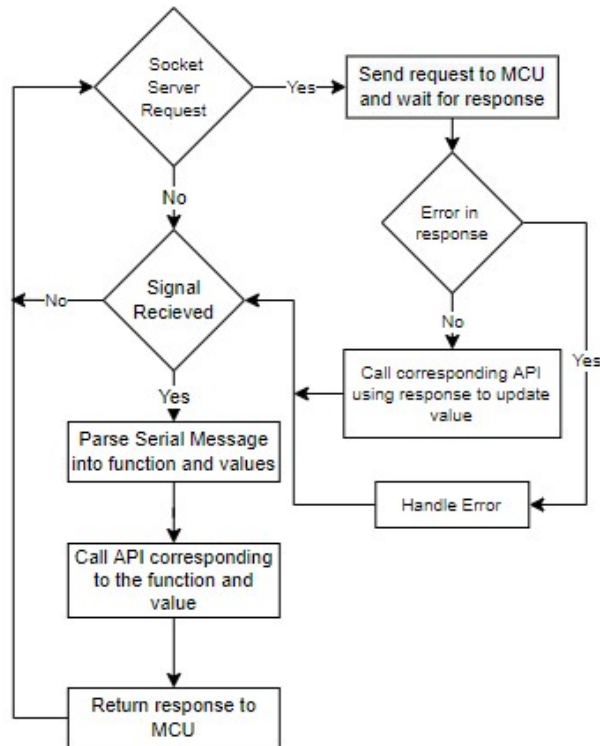 Socket
Server
Request
Yes
Send request to MCU
and wait for response
No
Error in
response
Signal
Recieved
No
No
Yes
Call corresponding API
using response to update
value
Yes
Parse Serial Message
into function and values
Handle Error
Call API corresponding
to the function and
value
Return response to
MCU